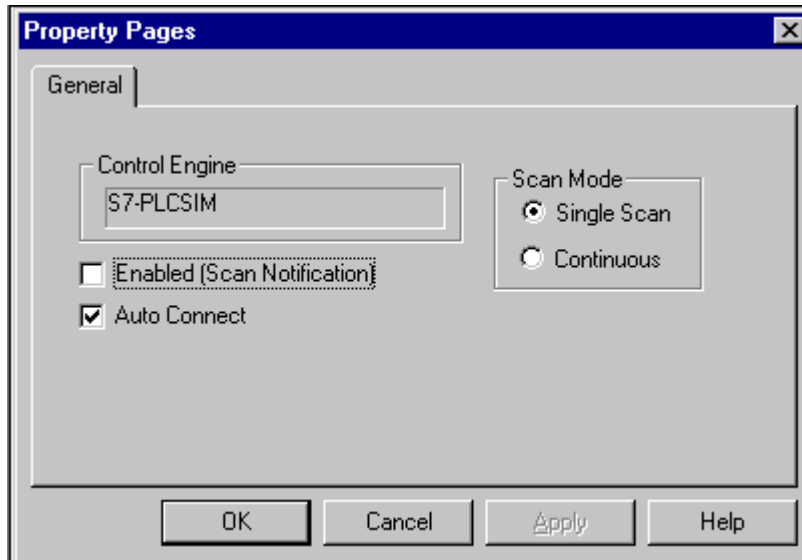 Property Pages
General
Control Engine
S7-PLCSIM
Scan Mode
Single Scan
Continuous
Enabled (Scan Notification)
Auto Connect
OK
Cancel
Apply
Help